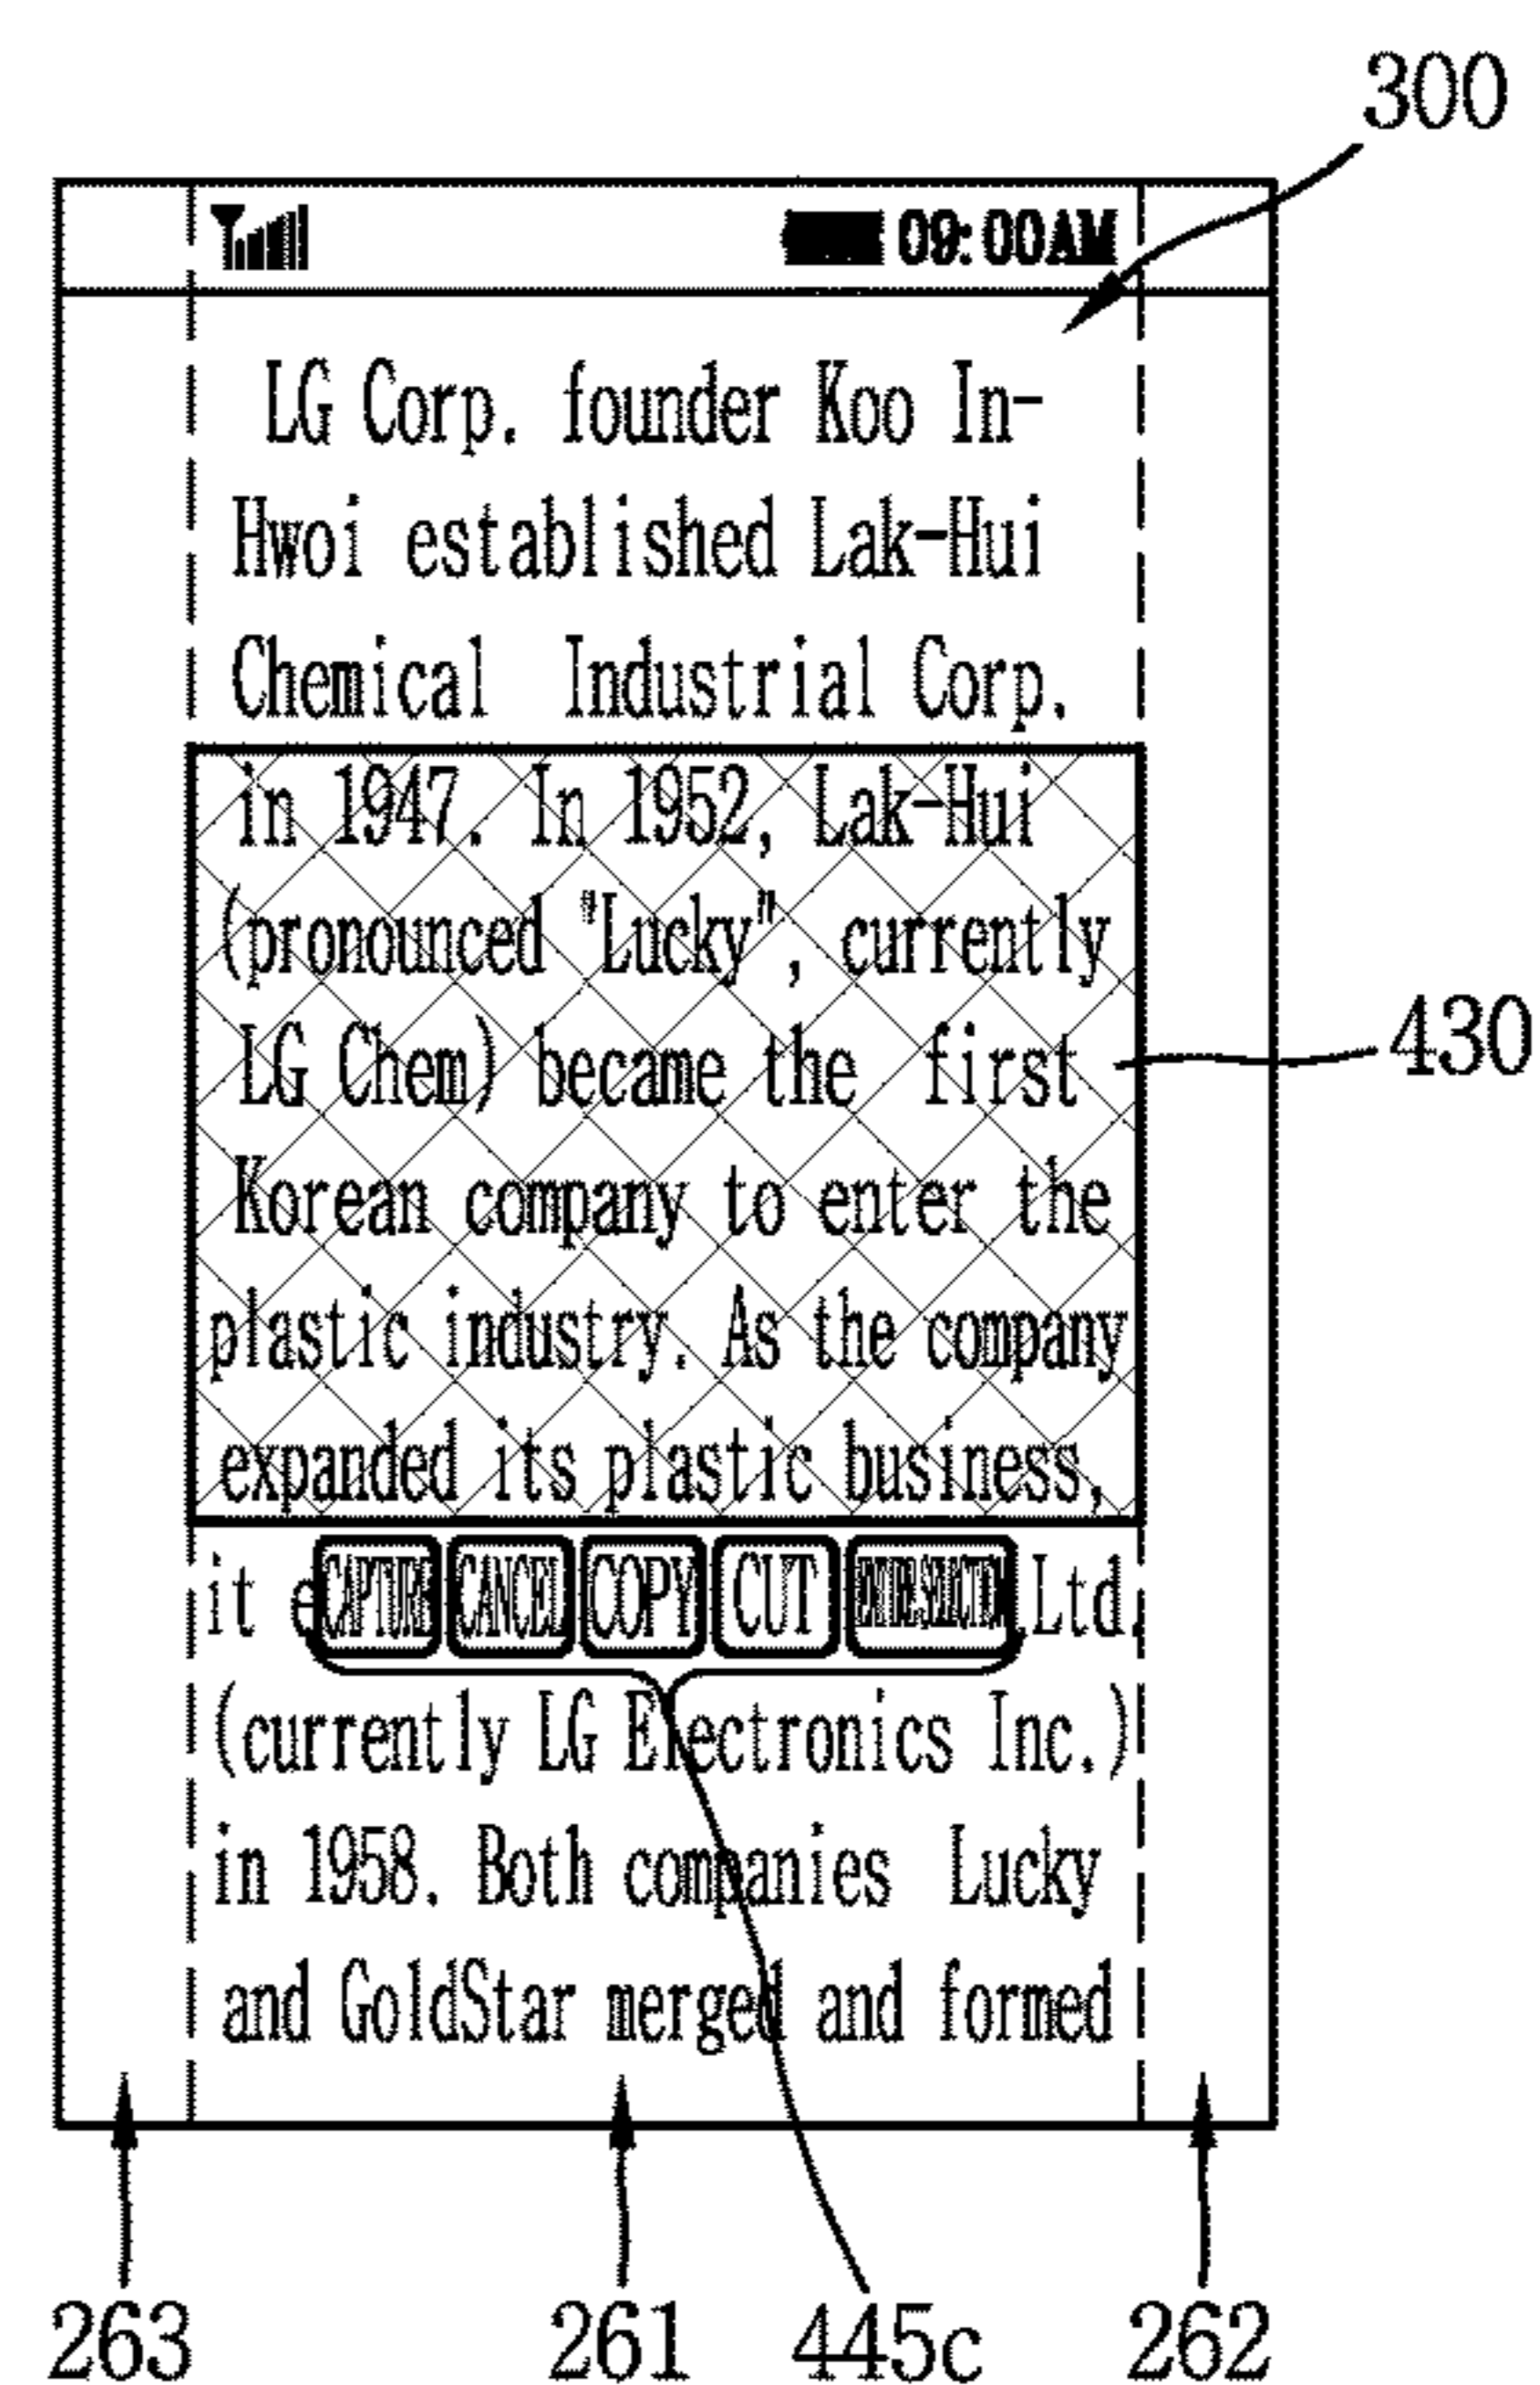 300
09:00AM
LG Corp. founder Koo In-
Hwoi established Lak-Hui
Chemical Industrial Corp.
in 1947. In 1952, Lak-Hui
(pronounced "Lucky", currently
LG Chem) became the first
430
Korean company to enter the
plastic industry. As the company
expanded its plastic business,
it e CAPTURE CANCEL COPY CUT ENTIRE SELECTION Ltd.
(currently LG Electronics Inc.)
in 1958. Both companies Lucky
and GoldStar merged and formed
263 261 445c 262